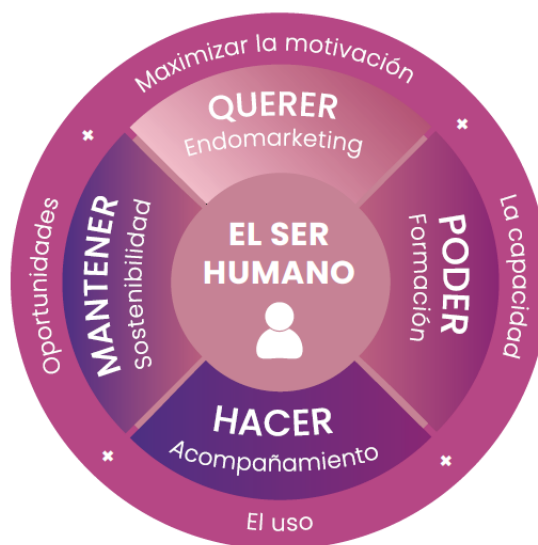 Maximizar la motivación
QUERER
Endomarketing
La capacidad
PODER
Formación
El uso
HACER
Acompañamiento
Oportunidades
MANTENER
Sostenibilidad
EL SER
HUMANO